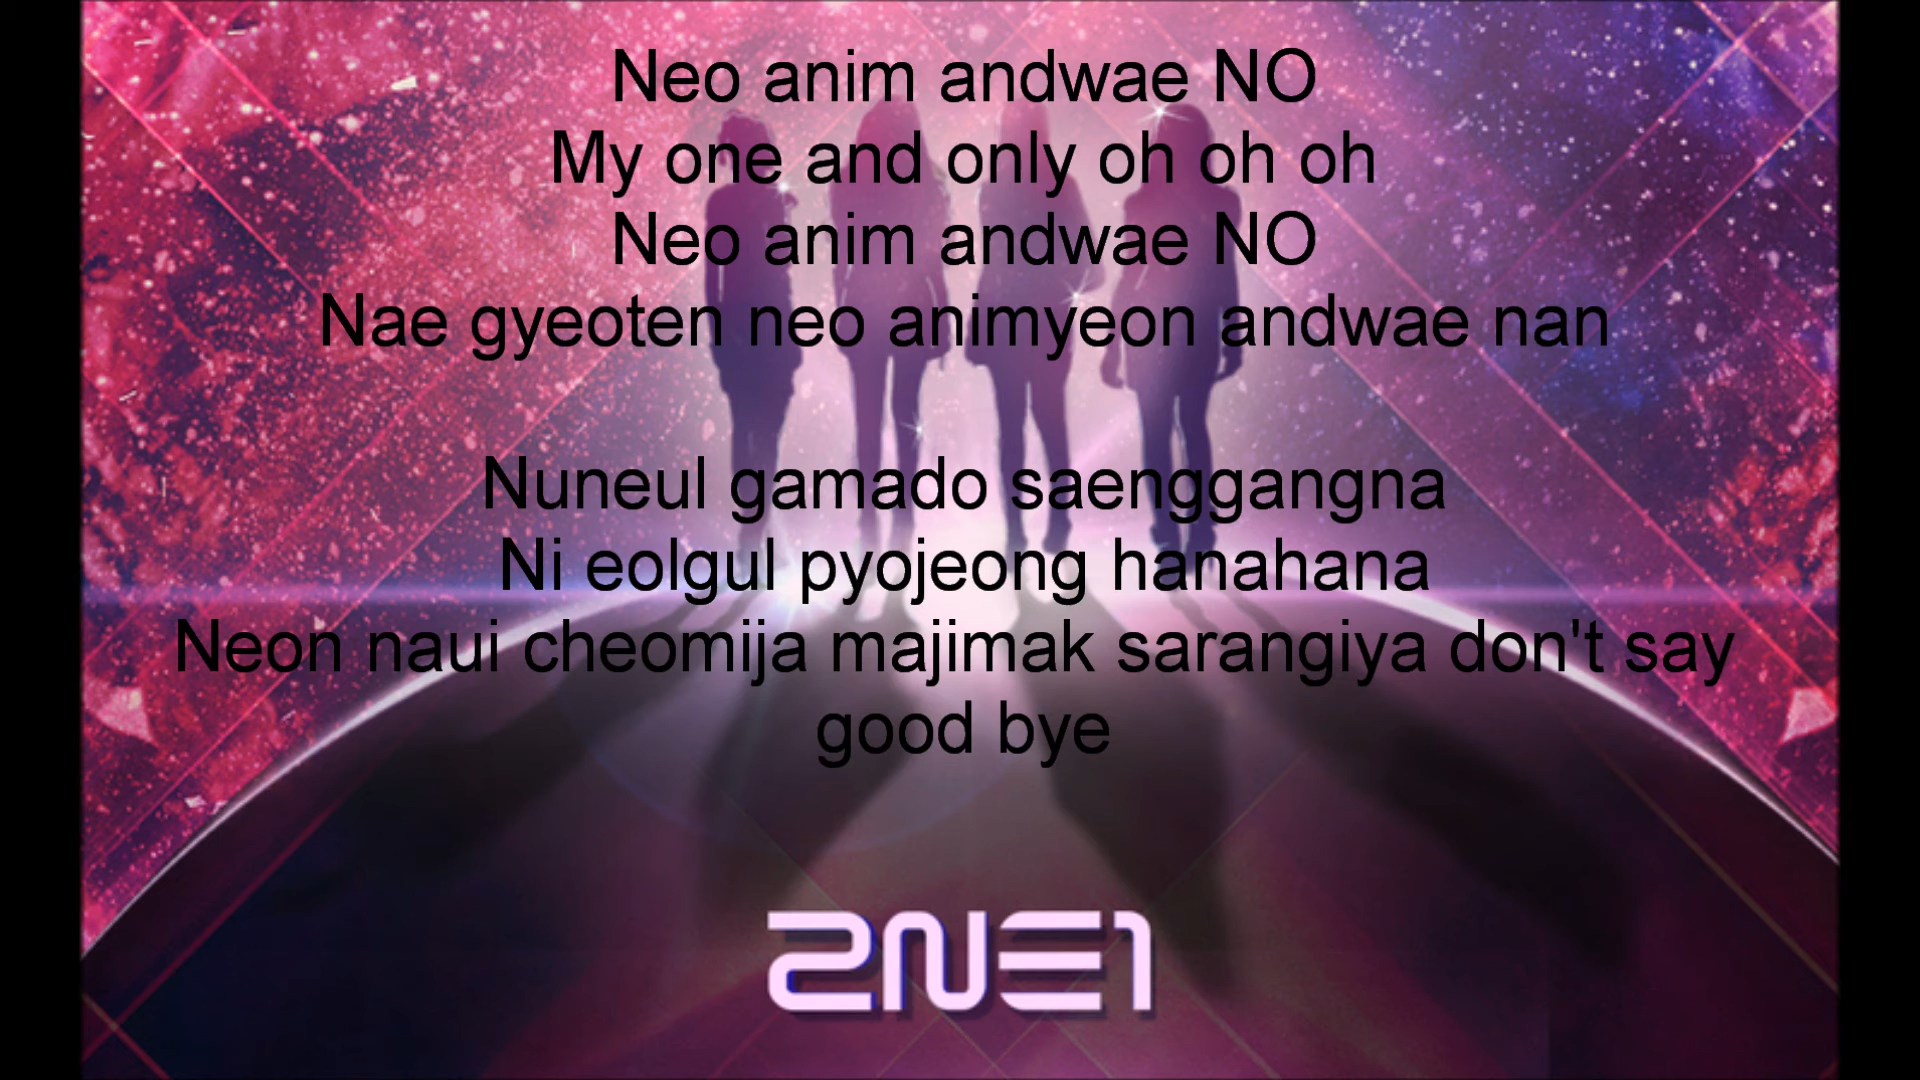 Neo anim andwae NO
My one and only oh oh oh
Neo anim andwae NO
Nae gyeoten neo animyeon andwae nan
Nuneul gamado saenggangna
Ni eolgul pyojeong hanahana
Neon naui cheomija majimak sarangiya don't say
good bye
2NE1